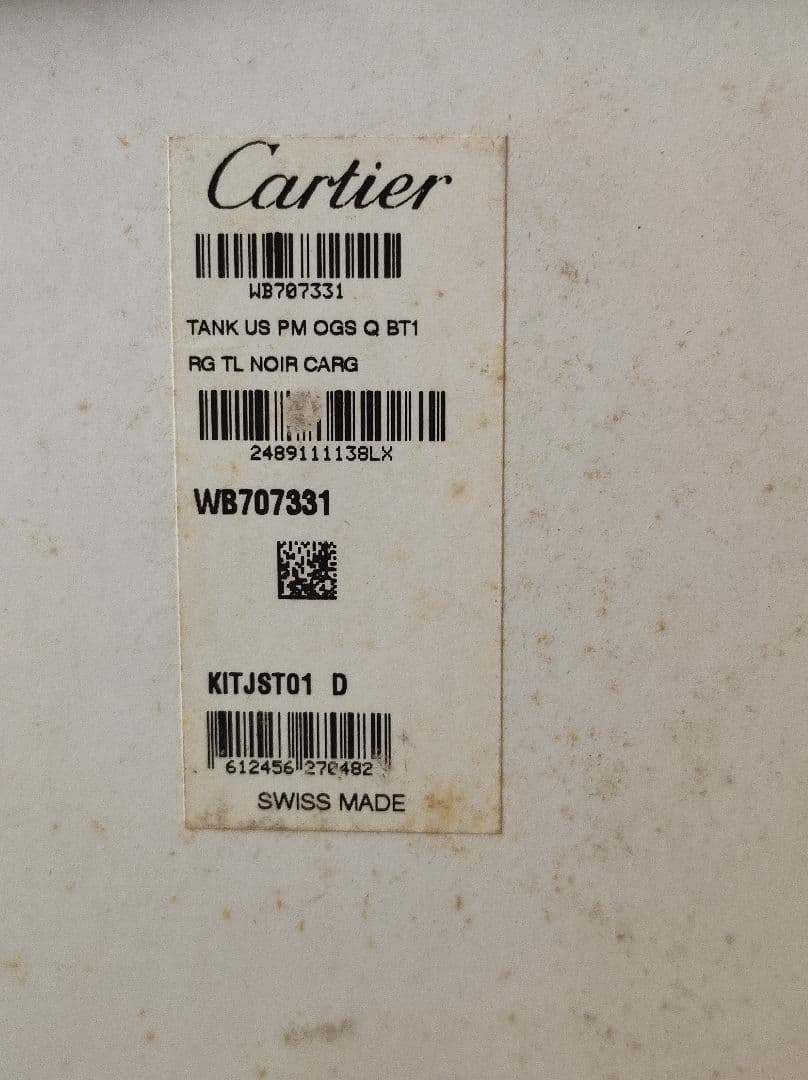 Cartier
WB707331
TANK US PM OGS Q BT1
RG TL NOIR CARG
2489111138LX
WB707331
KITJST01 D
612456 270482
SWISS MADE